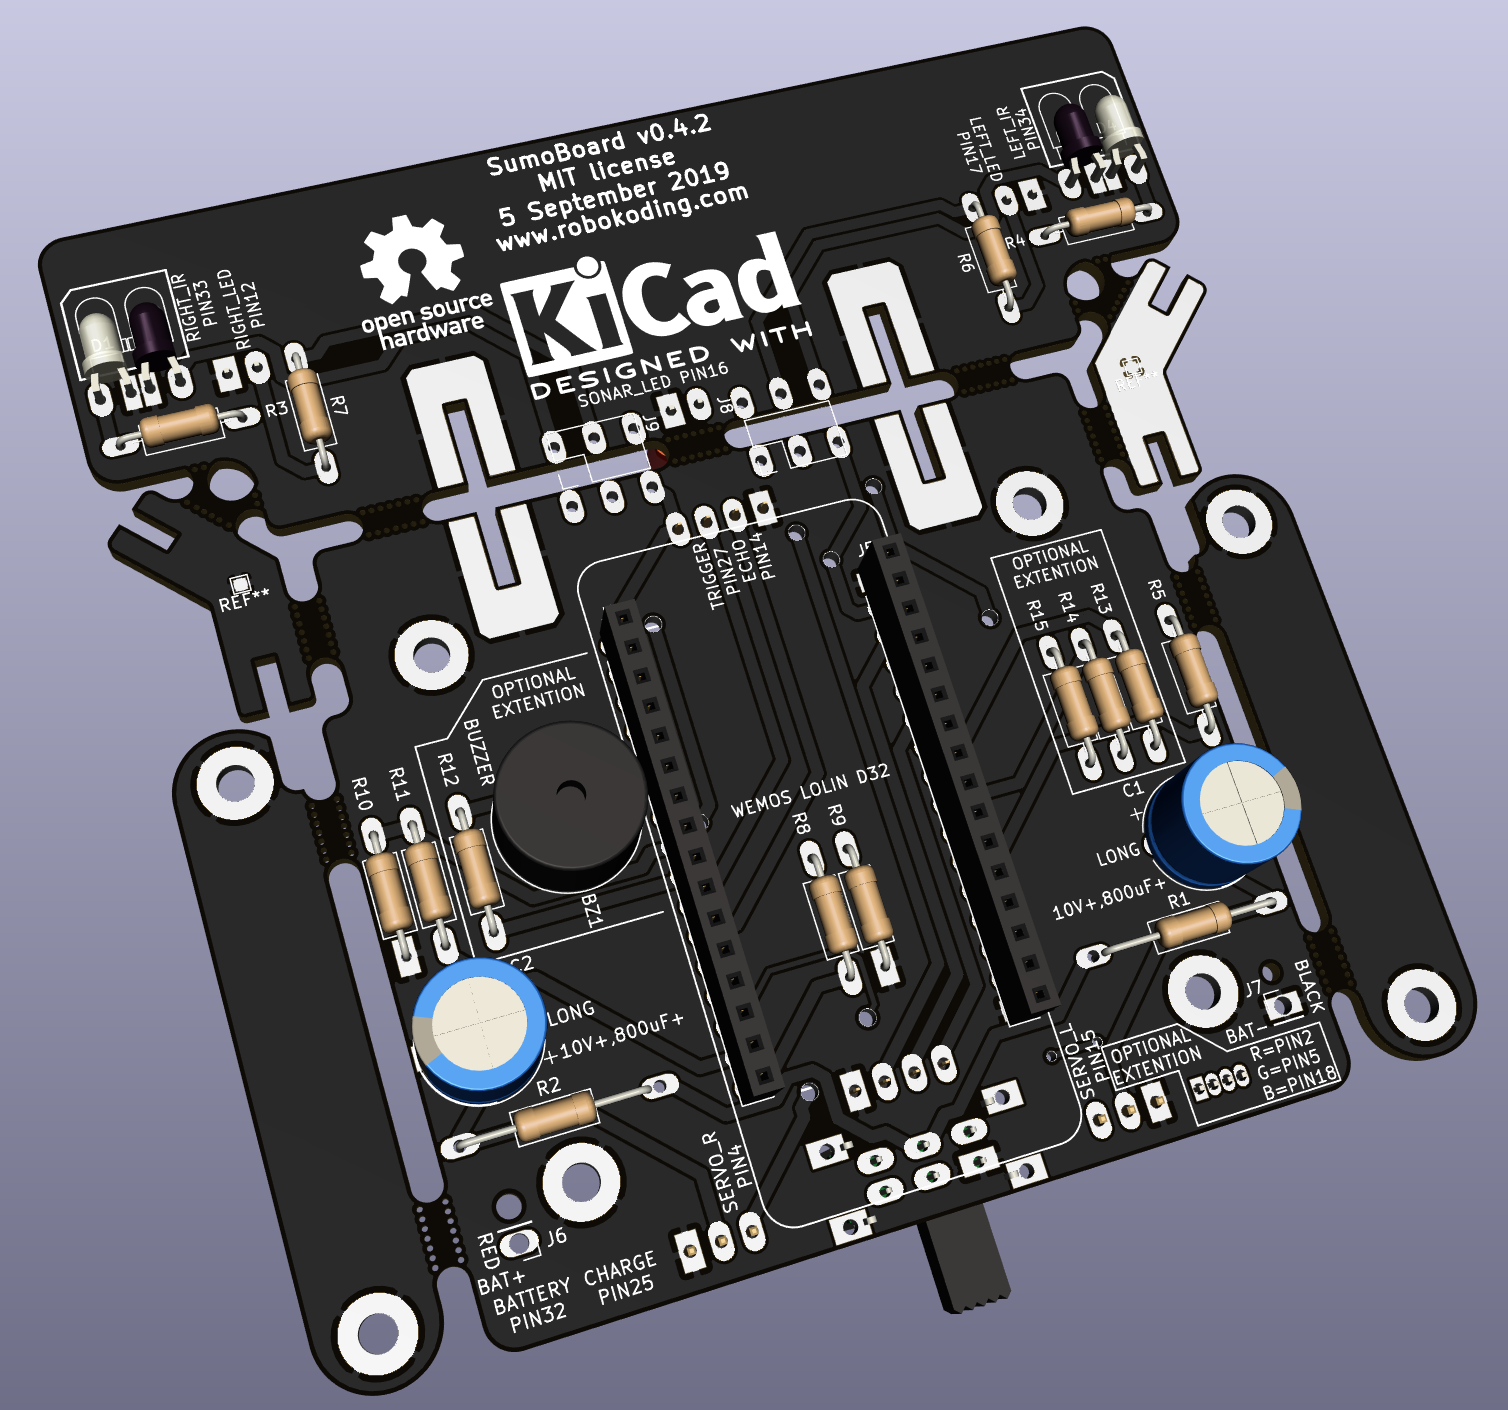 SumoBoard v0.4.2
MIT license
5 September 2019
www.robokoding.com
open source
hardware
KiCad
DESIGNED WITH
SONAR_LED PIN16
LEFT_LED
PIN17
LEFT_IR
PIN34
R4
R6
RIGHT_IR
PIN33
RIGHT_LED
PIN12
D1
R3
R7
J9
J8
REF**
REF**
TRIGGER
PIN27
ECHO
PIN14
J5
OPTIONAL
EXTENTION
R15
R14
R13
R5
OPTIONAL
EXTENTION
BUZZER
R10
R11
R12
BZ1
WEMOS LOLIN D32
R8
R9
C1
+
LONG
10V+,800uF+
R1
C2
LONG
+10V+,800uF+
R2
SERVO_R
PIN4
RED
J6
BAT+
BATTERY
PIN32
CHARGE
PIN25
SERVO_
PIN15
OPTIONAL
EXTENTION
J7
BLACK
BAT-
R=PIN2
G=PIN5
B=PIN18